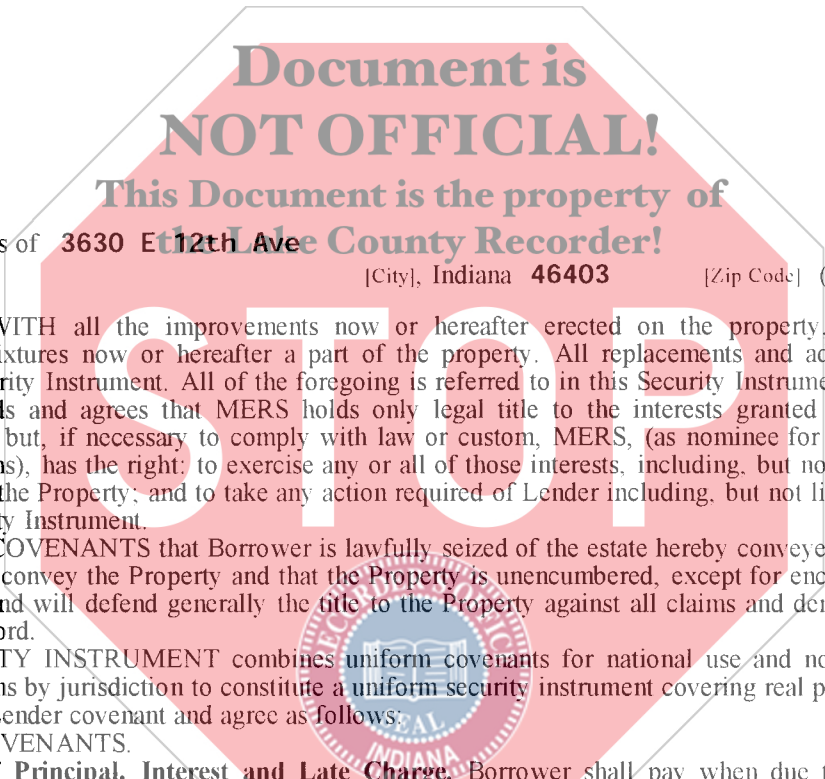 Document is
NOT OFFICIAL!
This Document is the property of
the Lake County Recorder!
s of 3630 E 12th Ave
[City], Indiana 46403 [Zip Code] (
WITH all the improvements now or hereafter erected on the property.
ixtures now or hereafter a part of the property. All replacements and ad
rity Instrument. All of the foregoing is referred to in this Security Instrume
ls and agrees that MERS holds only legal title to the interests granted
but, if necessary to comply with law or custom, MERS, (as nominee for
ns), has the right: to exercise any or all of those interests, including, but no
the Property; and to take any action required of Lender including, but not li
ty Instrument.
COVENANTS that Borrower is lawfully seized of the estate hereby conveye
convey the Property and that the Property is unencumbered, except for enc
nd will defend generally the title to the Property against all claims and der
ord.
TY INSTRUMENT combines uniform covenants for national use and no
ns by jurisdiction to constitute a uniform security instrument covering real p
Lender covenant and agree as follows:
VENANTS.
Principal, Interest and Late Charge. Borrower shall pay when due t
STOP
RECORDER'S OFFICE
SEAL
INDIANA